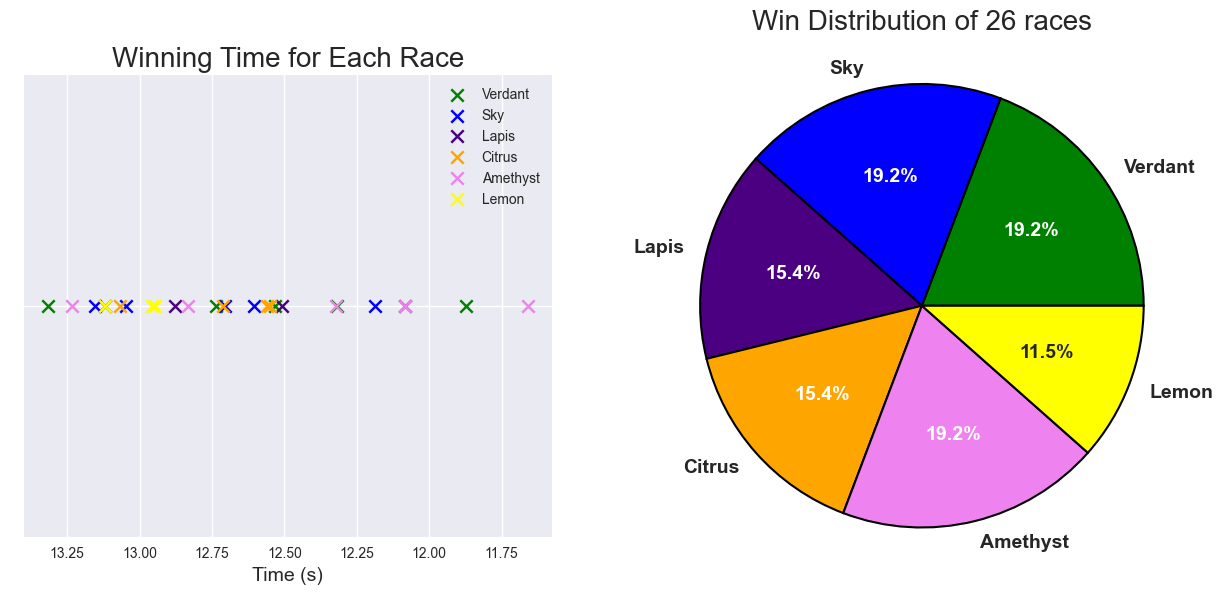 Winning Time for Each Race
Verdant
Sky
Lapis
Citrus
Amethyst
Lemon
13.25 13.00 12.75 12.50 12.25 12.00 11.75
Time (s)
Win Distribution of 26 races
Sky
Verdant
Lapis
Citrus
Amethyst
Lemon
19.2%
19.2%
15.4%
15.4%
19.2%
11.5%